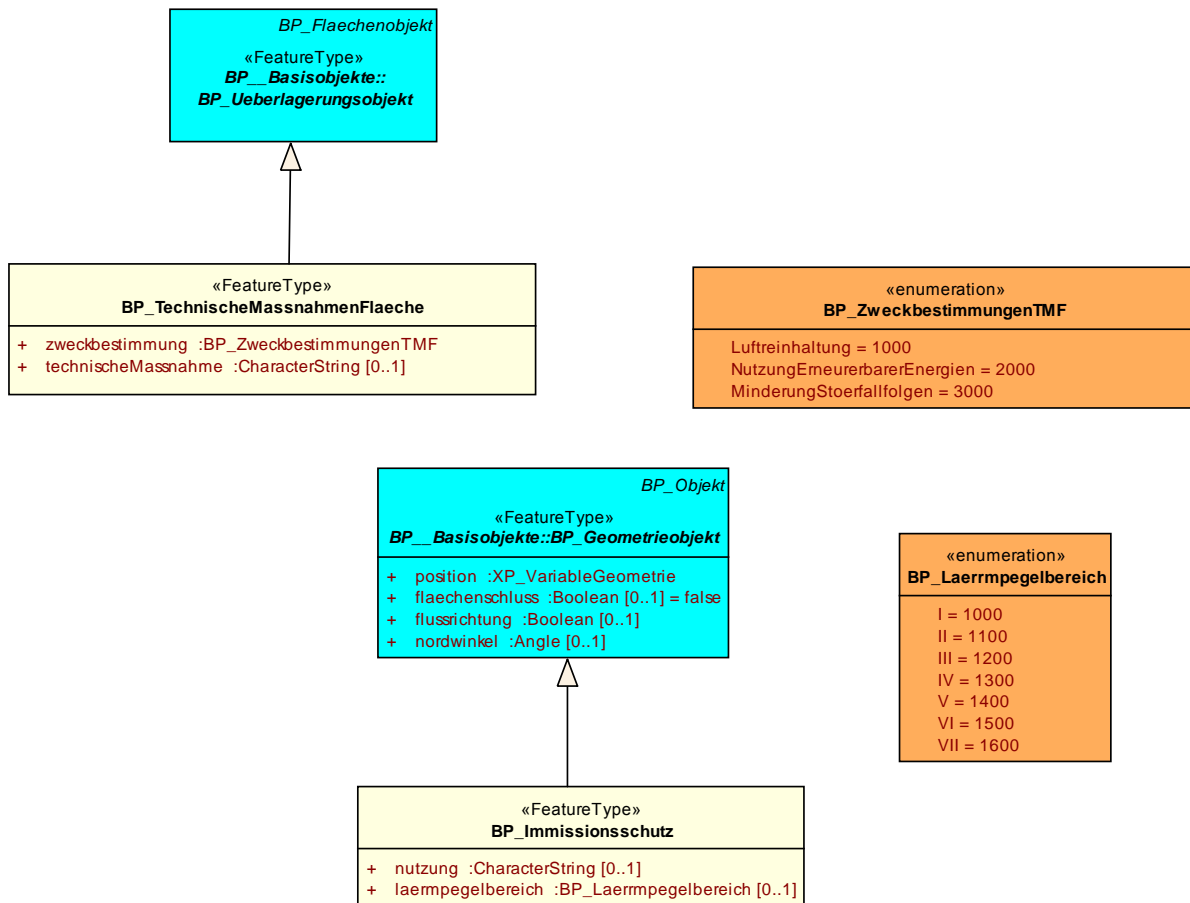 BP_Flaechenobjekt
«FeatureType»
BP__Basisobjekte::
BP_Ueberlagerungsobjekt
«FeatureType»
BP_TechnischeMassnahmenFlaeche
+ zweckbestimmung :BP_ZweckbestimmungenTMF
+ technischeMassnahme :CharacterString [0..1]
«enumeration»
BP_ZweckbestimmungenTMF
Luftreinhaltung = 1000
NutzungErneurerbarerEnergien = 2000
MinderungStoerfallfolgen = 3000
BP_Objekt
«FeatureType»
BP__Basisobjekte::BP_Geometrieobjekt
+ position :XP_VariableGeometrie
+ flaechenschluss :Boolean [0..1] = false
+ flussrichtung :Boolean [0..1]
+ nordwinkel :Angle [0..1]
«enumeration»
BP_Laerrmpegelbereich
I = 1000
II = 1100
III = 1200
IV = 1300
V = 1400
VI = 1500
VII = 1600
«FeatureType»
BP_Immissionsschutz
+ nutzung :CharacterString [0..1]
+ laermpegelbereich :BP_Laerrmpegelbereich [0..1]